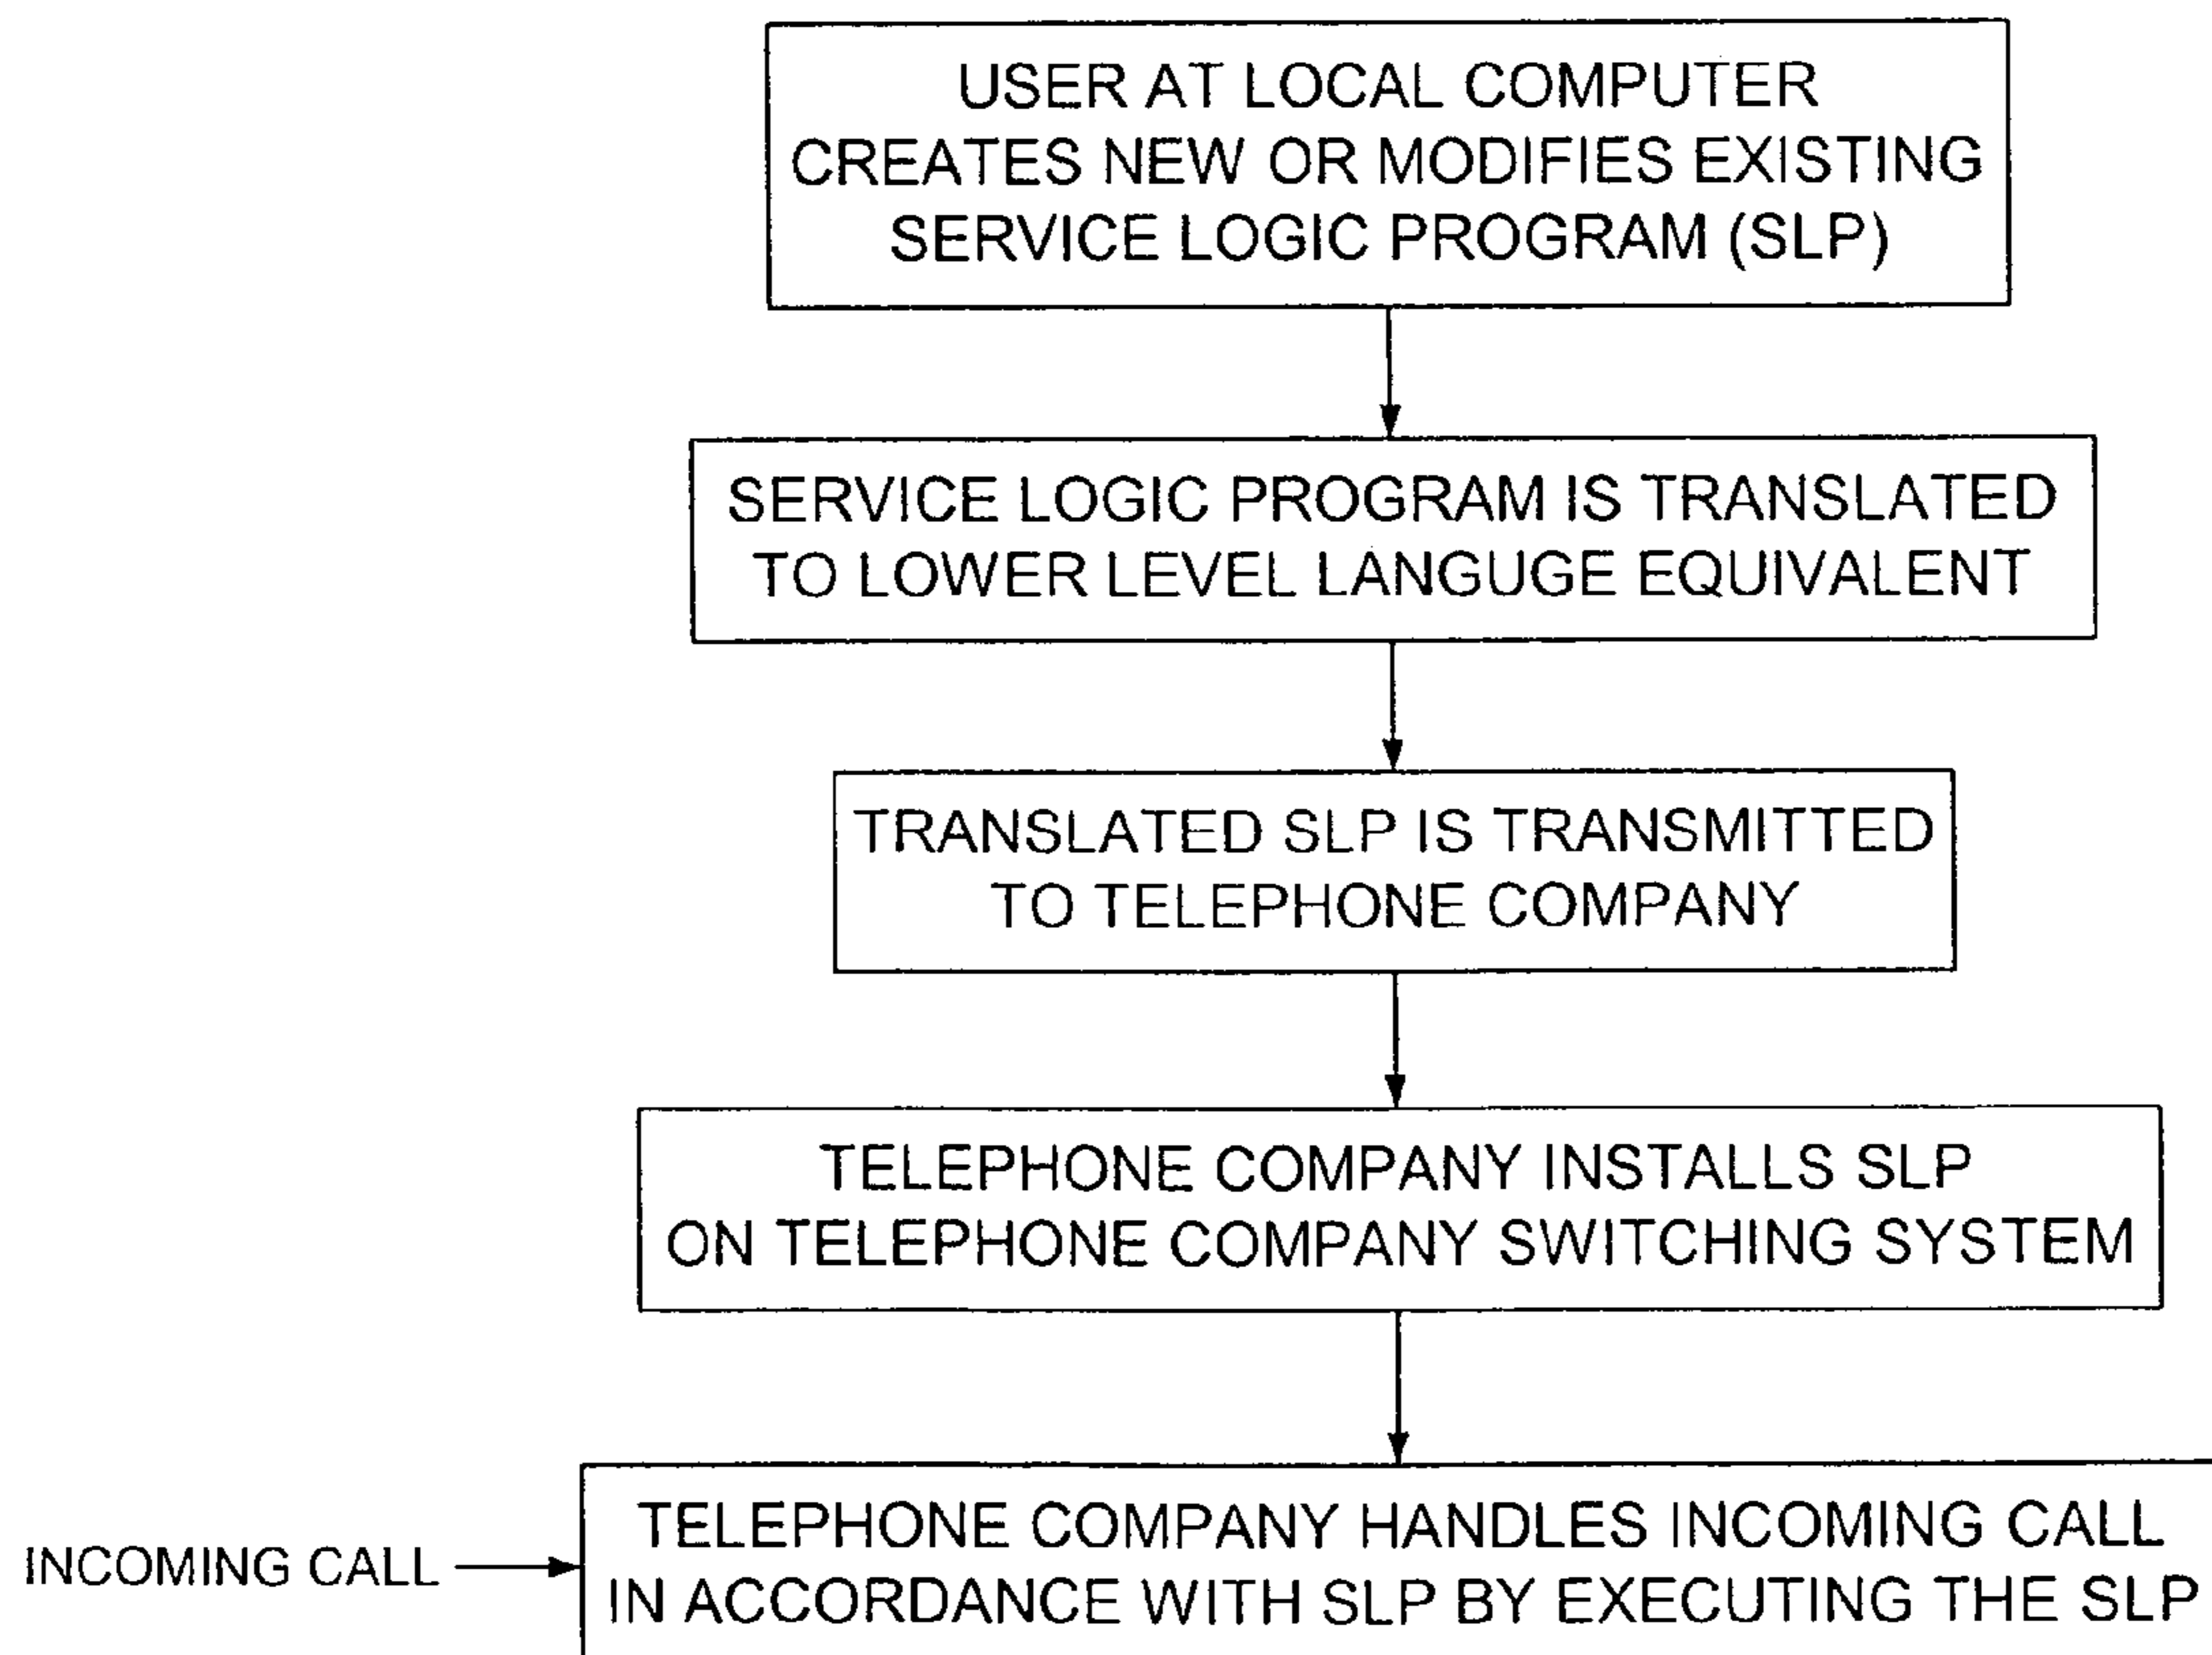 USER AT LOCAL COMPUTER
CREATES NEW OR MODIFIES EXISTING
SERVICE LOGIC PROGRAM (SLP)
SERVICE LOGIC PROGRAM IS TRANSLATED
TO LOWER LEVEL LANGUGE EQUIVALENT
TRANSLATED SLP IS TRANSMITTED
TO TELEPHONE COMPANY
TELEPHONE COMPANY INSTALLS SLP
ON TELEPHONE COMPANY SWITCHING SYSTEM
INCOMING CALL
TELEPHONE COMPANY HANDLES INCOMING CALL
IN ACCORDANCE WITH SLP BY EXECUTING THE SLP